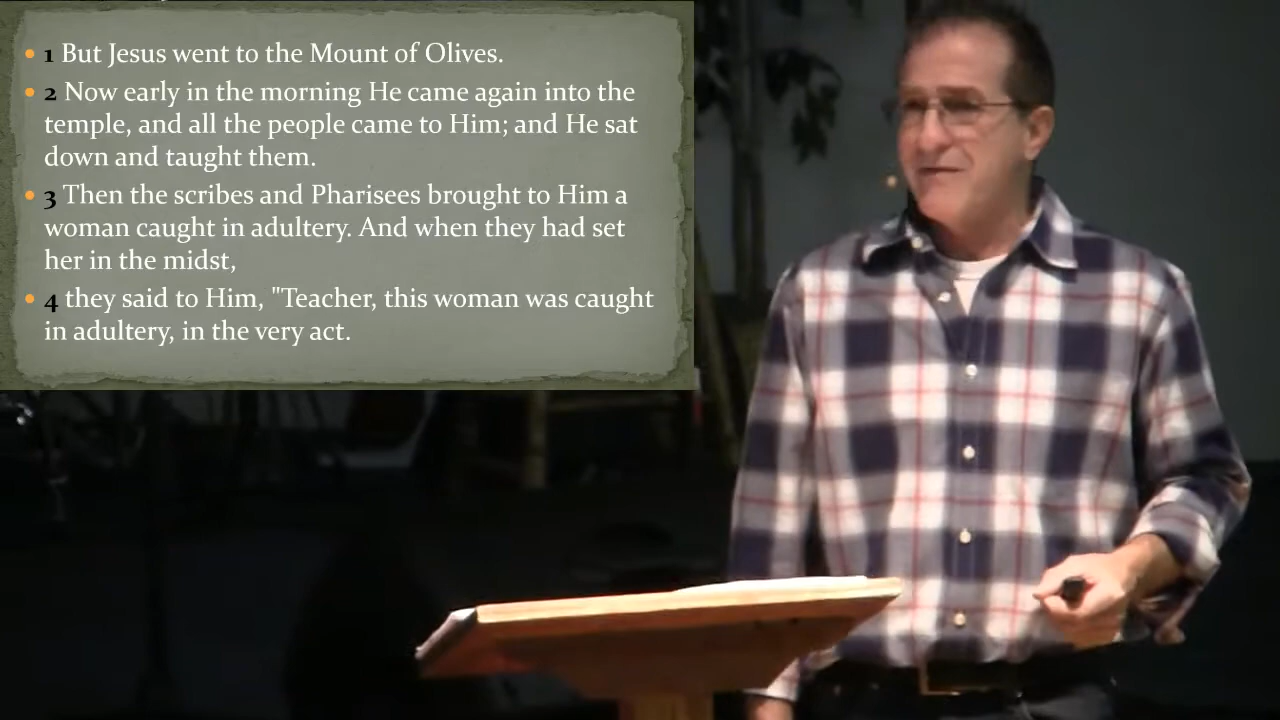 1 But Jesus went to the Mount of Olives.
2 Now early in the morning He came again into the
temple, and all the people came to Him; and He sat
down and taught them.
3 Then the scribes and Pharisees brought to Him a
woman caught in adultery. And when they had set
her in the midst,
4 they said to Him, "Teacher, this woman was caught
in adultery, in the very act.